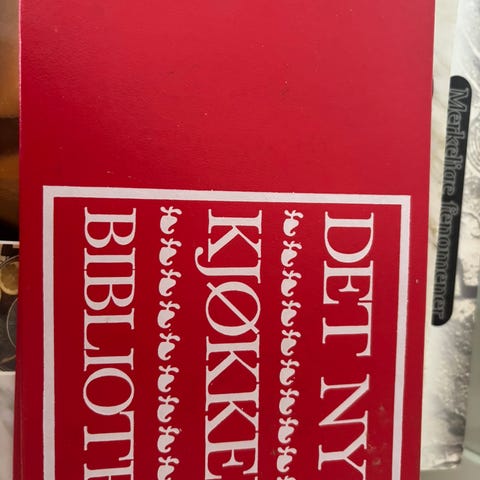 DET NY
KJØKKE
BIBLIOT
Merkelige fenomener